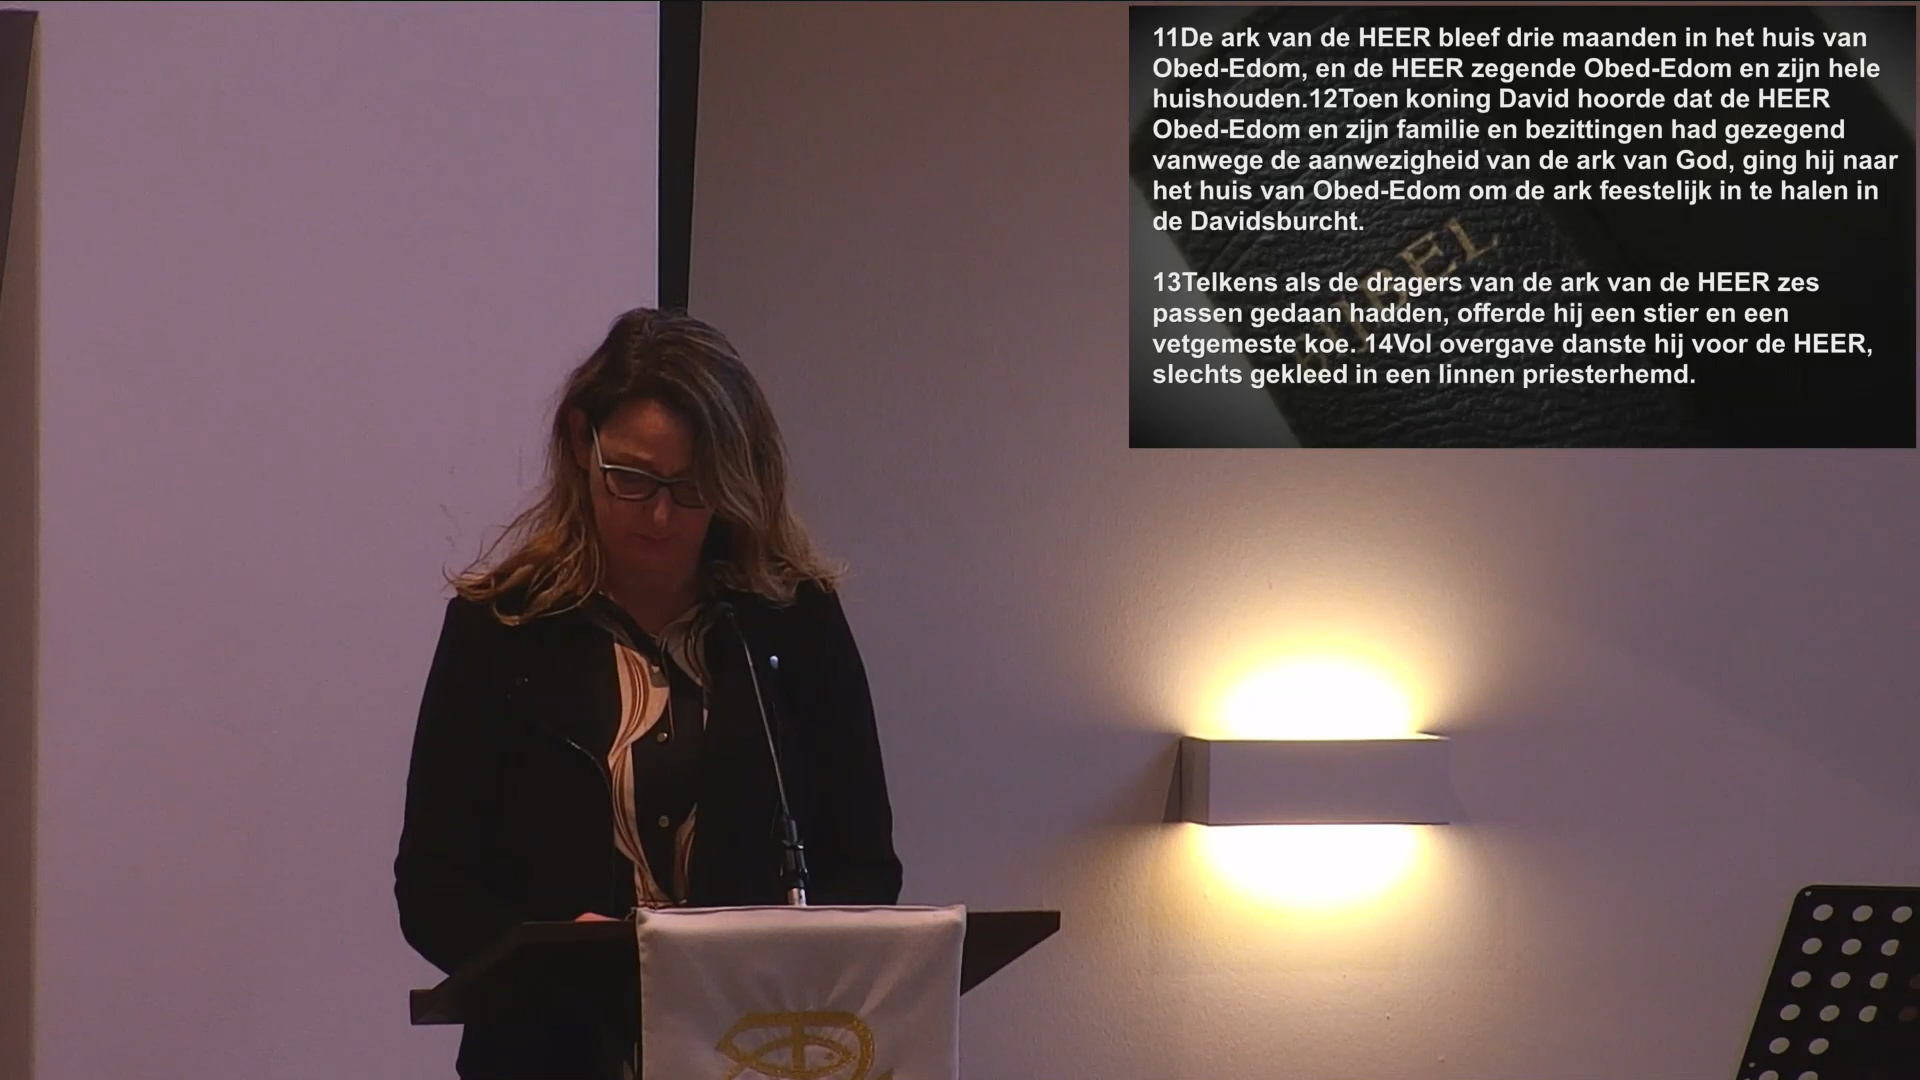 11De ark van de HEER bleef drie maanden in het huis van
Obed-Edom, en de HEER zegende Obed-Edom en zijn hele
huishouden.12Toen koning David hoorde dat de HEER
Obed-Edom en zijn familie en bezittingen had gezegend
vanwege de aanwezigheid van de ark van God, ging hij naar
het huis van Obed-Edom om de ark feestelijk in te halen in
de Davidsburcht.
13Telkens als de dragers van de ark van de HEER zes
passen gedaan hadden, offerde hij een stier en een
vetgemeste koe. 14Vol overgave danste hij voor de HEER,
slechts gekleed in een linnen priesterhemd.
BIJBEL